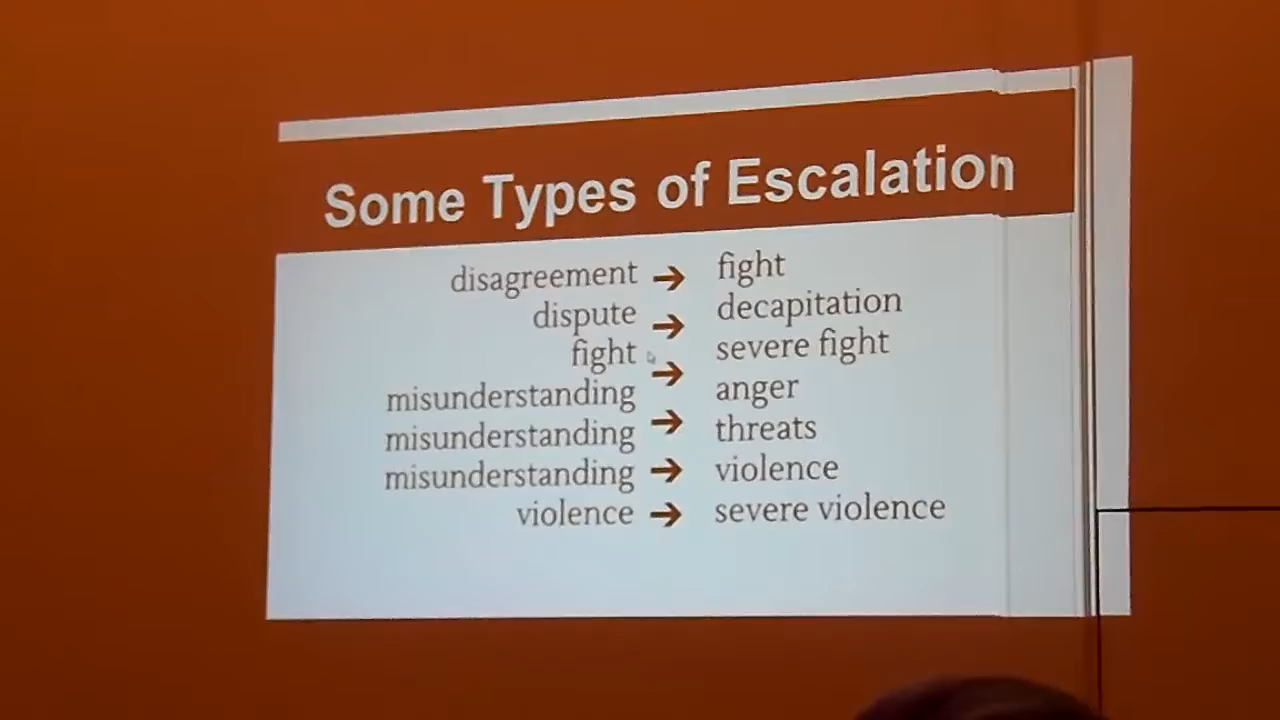 Some Types of Escalation
disagreement → fight
dispute → decapitation
fight → severe fight
misunderstanding → anger
misunderstanding → threats
misunderstanding → violence
violence → severe violence